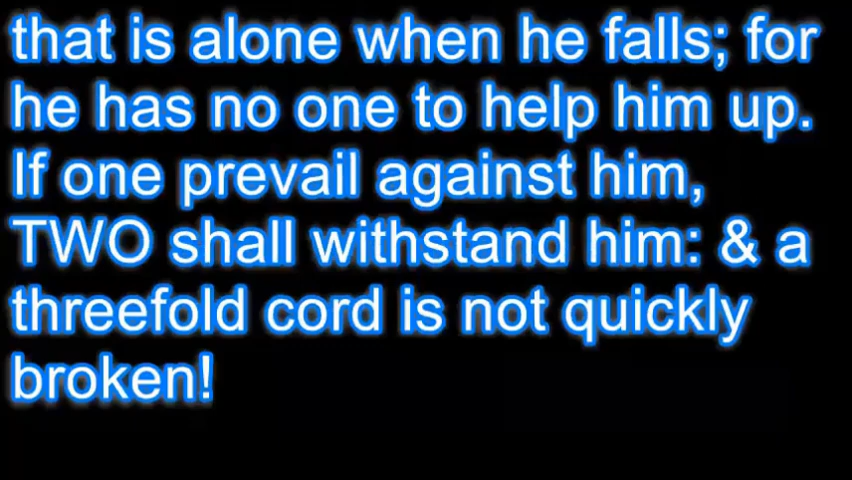 that is alone when he falls; for
he has no one to help him up.
If one prevail against him,
TWO shall withstand him: & a
threefold cord is not quickly
broken!